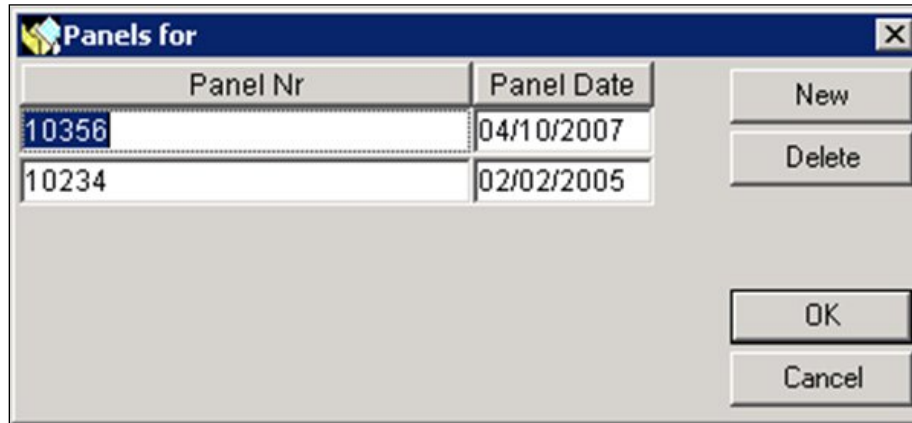 Panels for
Panel Nr Panel Date New
10356 04/10/2007
Delete
10234 02/02/2005
OK
Cancel